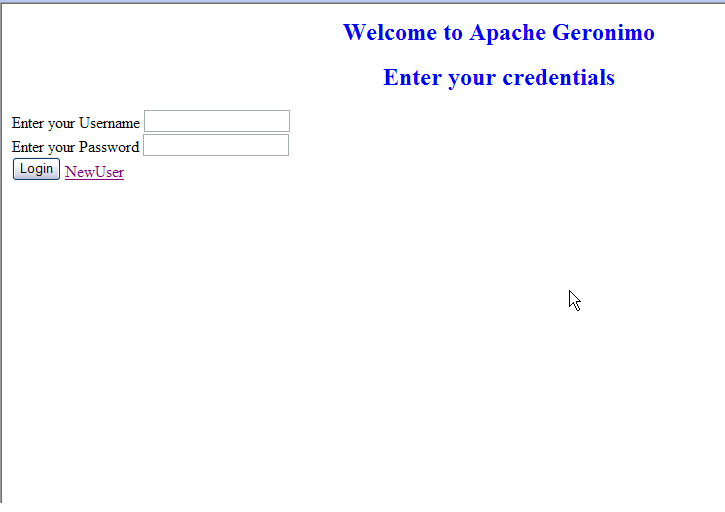 Welcome to Apache Geronimo
Enter your credentials
Enter your Username
Enter your Password
Login NewUser